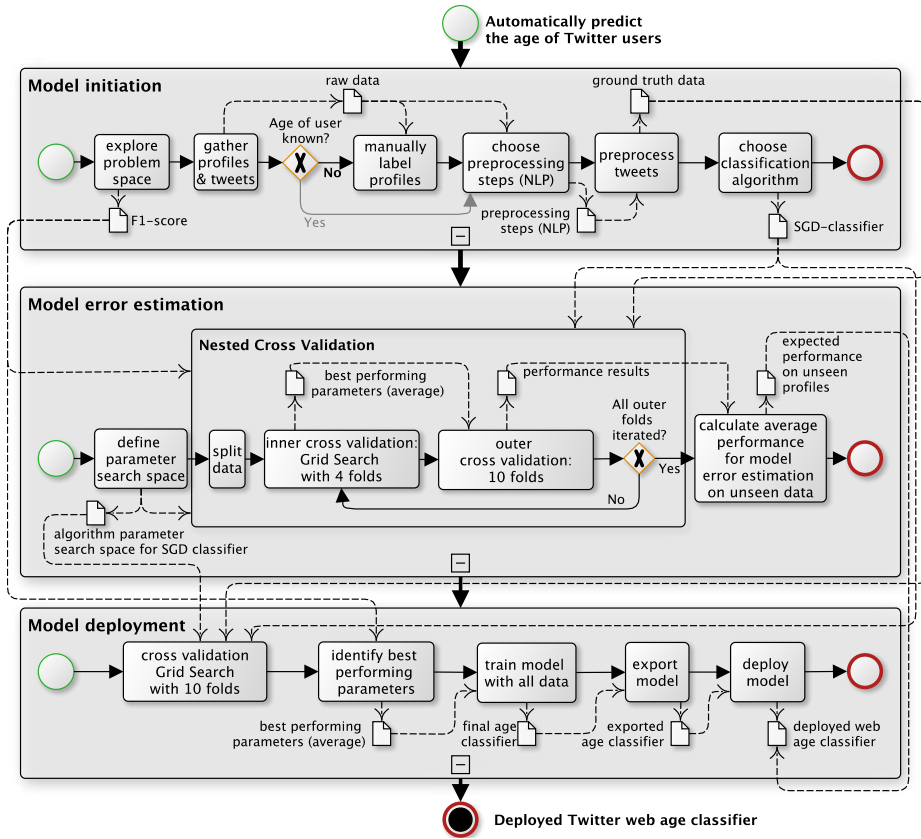 Automatically predict
the age of Twitter users
Model initiation
raw data
ground truth data
Age of user
known?
explore
problem
space
gather
profiles
& tweets
No
manually
label
profiles
choose
preprocessing
steps (NLP)
preprocess
tweets
choose
classification
algorithm
F1-score
Yes
preprocessing
steps (NLP)
SGD-classifier
Model error estimation
Nested Cross Validation
best performing
parameters (average)
performance results
expected
performance
on unseen
profiles
All outer
folds
iterated?
define
parameter
search space
split
data
inner cross validation:
Grid Search
with 4 folds
outer
cross validation:
10 folds
Yes
No
calculate average
performance
for model
error estimation
on unseen data
algorithm parameter
search space for SGD classifier
Model deployment
cross validation
Grid Search
with 10 folds
identify best
performing
parameters
train model
with all data
export
model
deploy
model
best performing
parameters (average)
final age
classifier
exported
age classifier
deployed web
age classifier
Deployed Twitter web age classifier